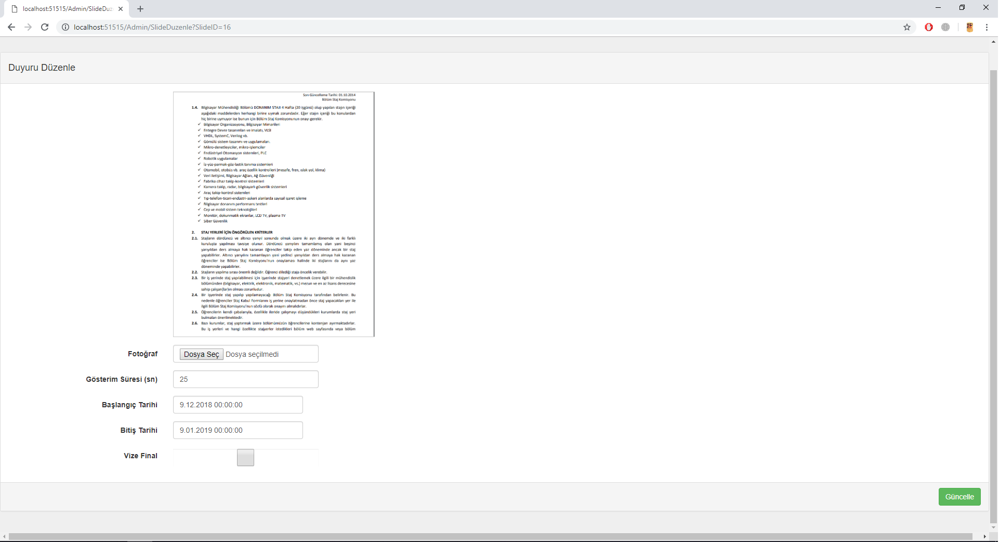 localhost:51515/Admin/SlideDuz
localhost:51515/Admin/SlideDuzenle?SlideID=16
Duyuru Düzenle
Son Güncelleme Tarihi: 01.10.2014
Bölüm Staj Komisyonu
1.4. Bilgisayar Mühendisliği Bölümü DONANIM STAJI 4 Hafta (20 işgünü) olup yapılan stajın içeriği
aşağıdaki maddelerden herhangi birine uymak zorundadır. Eğer stajın içeriği bu konulardan
hiç birine uymuyor ise bunun için Bölüm Staj Komisyonunun onayı gerekir.
✓ Bilgisayar Organizasyonu, Bilgisayar Mimarileri
✓ Entegre Devre tasarımları ve imalatı, VLSI
✓ VHDL, SystemC, Verilog vb.
✓ Gömülü sistem tasarımı ve uygulamaları.
✓ Mikro-denetleyiciler, mikro-işlemciler
✓ Endüstriyel Otomasyon sistemleri, PLC
✓ Robotik uygulamalar
✓ İz-yüz-parmak-göz-lastik tanıma sistemleri
✓ Otomobil, otobüs vb. araç özellik kontrolleri (mesafe, fren, ıslak yol, klima)
✓ Veri iletişimi, Bilgisayar Ağları, Ağ Güvenliği
✓ Fabrika cihaz takip-kontrol sistemleri
✓ Kamera takip, radar, bilgisayarlı güvenlik sistemleri
✓ Araç takip-kontrol sistemleri
✓ Tıp-telefon-ticari-endüstri-askeri alanlarda sayısal işaret işleme
✓ Bilgisayar donanım performans testleri
✓ Cep ve mobil sistem teknolojileri
✓ Monitör, dokunmatik ekranlar, LCD TV, plazma TV
✓ Siber Güvenlik
2. STAJ YERLERİ İÇİN ÖNGÖRÜLEN KRİTERLER
2.1. Stajların dördüncü ve altıncı yarıyıl sonunda olmak üzere iki ayrı dönemde ve iki farklı
kuruluşta yapılması tavsiye olunur. Dördüncü yarıyılını tamamlamış olan yani beşinci
yarıyıldan ders almaya hak kazanan öğrenciler takip eden yaz döneminde ancak bir staj
yapabilirler. Altıncı yarıyılını tamamlayan yani yedinci yarıyıldan ders almaya hak kazanan
öğrenciler ise Bölüm Staj Komisyonu'nun onaylaması halinde iki stajlarını da aynı yaz
döneminde yapabilirler.
2.2. Stajların yapılma sırası önemli değildir. Öğrenci dilediği staja öncelik verebilir.
2.3. Bir iş yerinde staj yapılabilmesi için işyerinde stajyeri denetlemek üzere ilgili bir mühendislik
bölümünden (bilgisayar, elektrik, elektronik, matematik, vs.) mezun ve en az lisans derecesine
sahip çalışan(lar)ın olması zorunludur.
2.4. Bir işyerinde staj yapılıp yapılamayacağı Bölüm Staj Komisyonu tarafından belirlenir. Bu
nedenle öğrenciler Staj Kabul Formlarını iş yerine onaylatmadan önce staj yapacakları yer ile
ilgili Bölüm Staj Komisyonu'nun sözlü olarak onayını almalıdırlar.
2.5. Öğrencilerin kendi çabalarıyla, özellikle ileride çalışmayı düşündükleri kurumlarda staj yeri
bulmaları önerilmektedir.
2.6. Bazı kurumlar, staj yaptırmak üzere bölümümüzün öğrencilerine kontenjan ayırmaktadırlar.
Bu iş yerleri ve hangi özellikte stajyerler istedikleri bölüm web sayfasında veya bölüm
Fotoğraf
Dosya Seç Dosya seçilmedi
Gösterim Süresi (sn)
25
Başlangıç Tarihi
9.12.2018 00:00:00
Bitiş Tarihi
9.01.2019 00:00:00
Vize Final
Güncelle